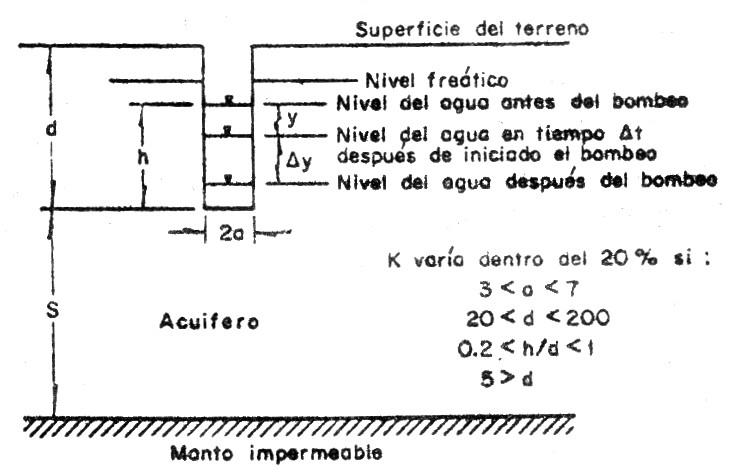 Superficie del terreno
Nivel freático
Nivel del agua antes del bombeo
y
Nivel del agua en tiempo Δt
después de iniciado el bombeo
d
h
Δy
Nivel del agua después del bombeo
2a
K varía dentro del 20% si :
3 < a < 7
S
Acuifero
20 < d < 200
0.2 < h/d < 1
S > d
Manto impermeable